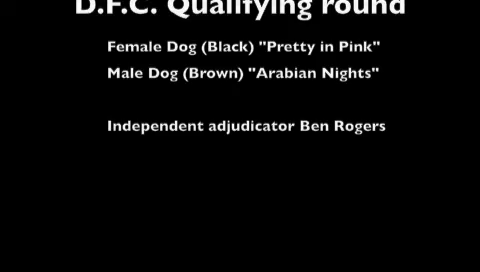 D.F.C. Qualifying round
Female Dog (Black) "Pretty in Pink"
Male Dog (Brown) "Arabian Nights"
Independent adjudicator Ben Rogers